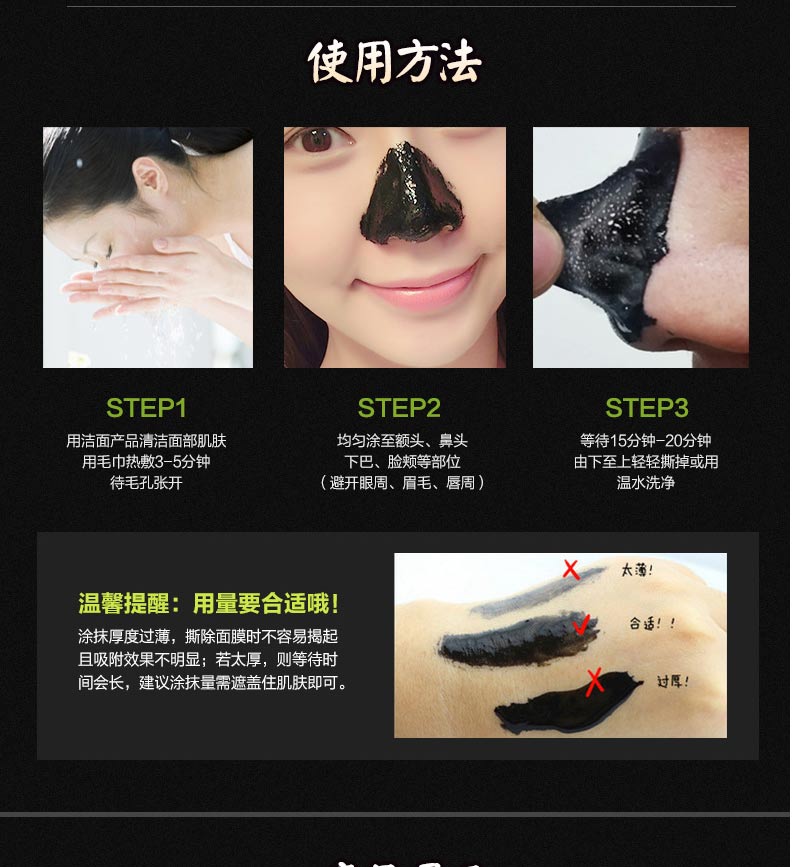 使用方法
STEP1
用洁面产品清洁面部肌肤
用毛巾热敷3-5分钟
待毛孔张开
STEP2
均匀涂至额头、鼻头
下巴、脸颊等部位
（避开眼周、眉毛、唇周）
STEP3
等待15分钟-20分钟
由下至上轻轻撕掉或用
温水洗净
温馨提醒：用量要合适哦！
涂抹厚度过薄，撕除面膜时不容易揭起
且吸附效果不明显；若太厚，则等待时
间会长，建议涂抹量需遮盖住肌肤即可。
太薄！
合适！！
过厚！